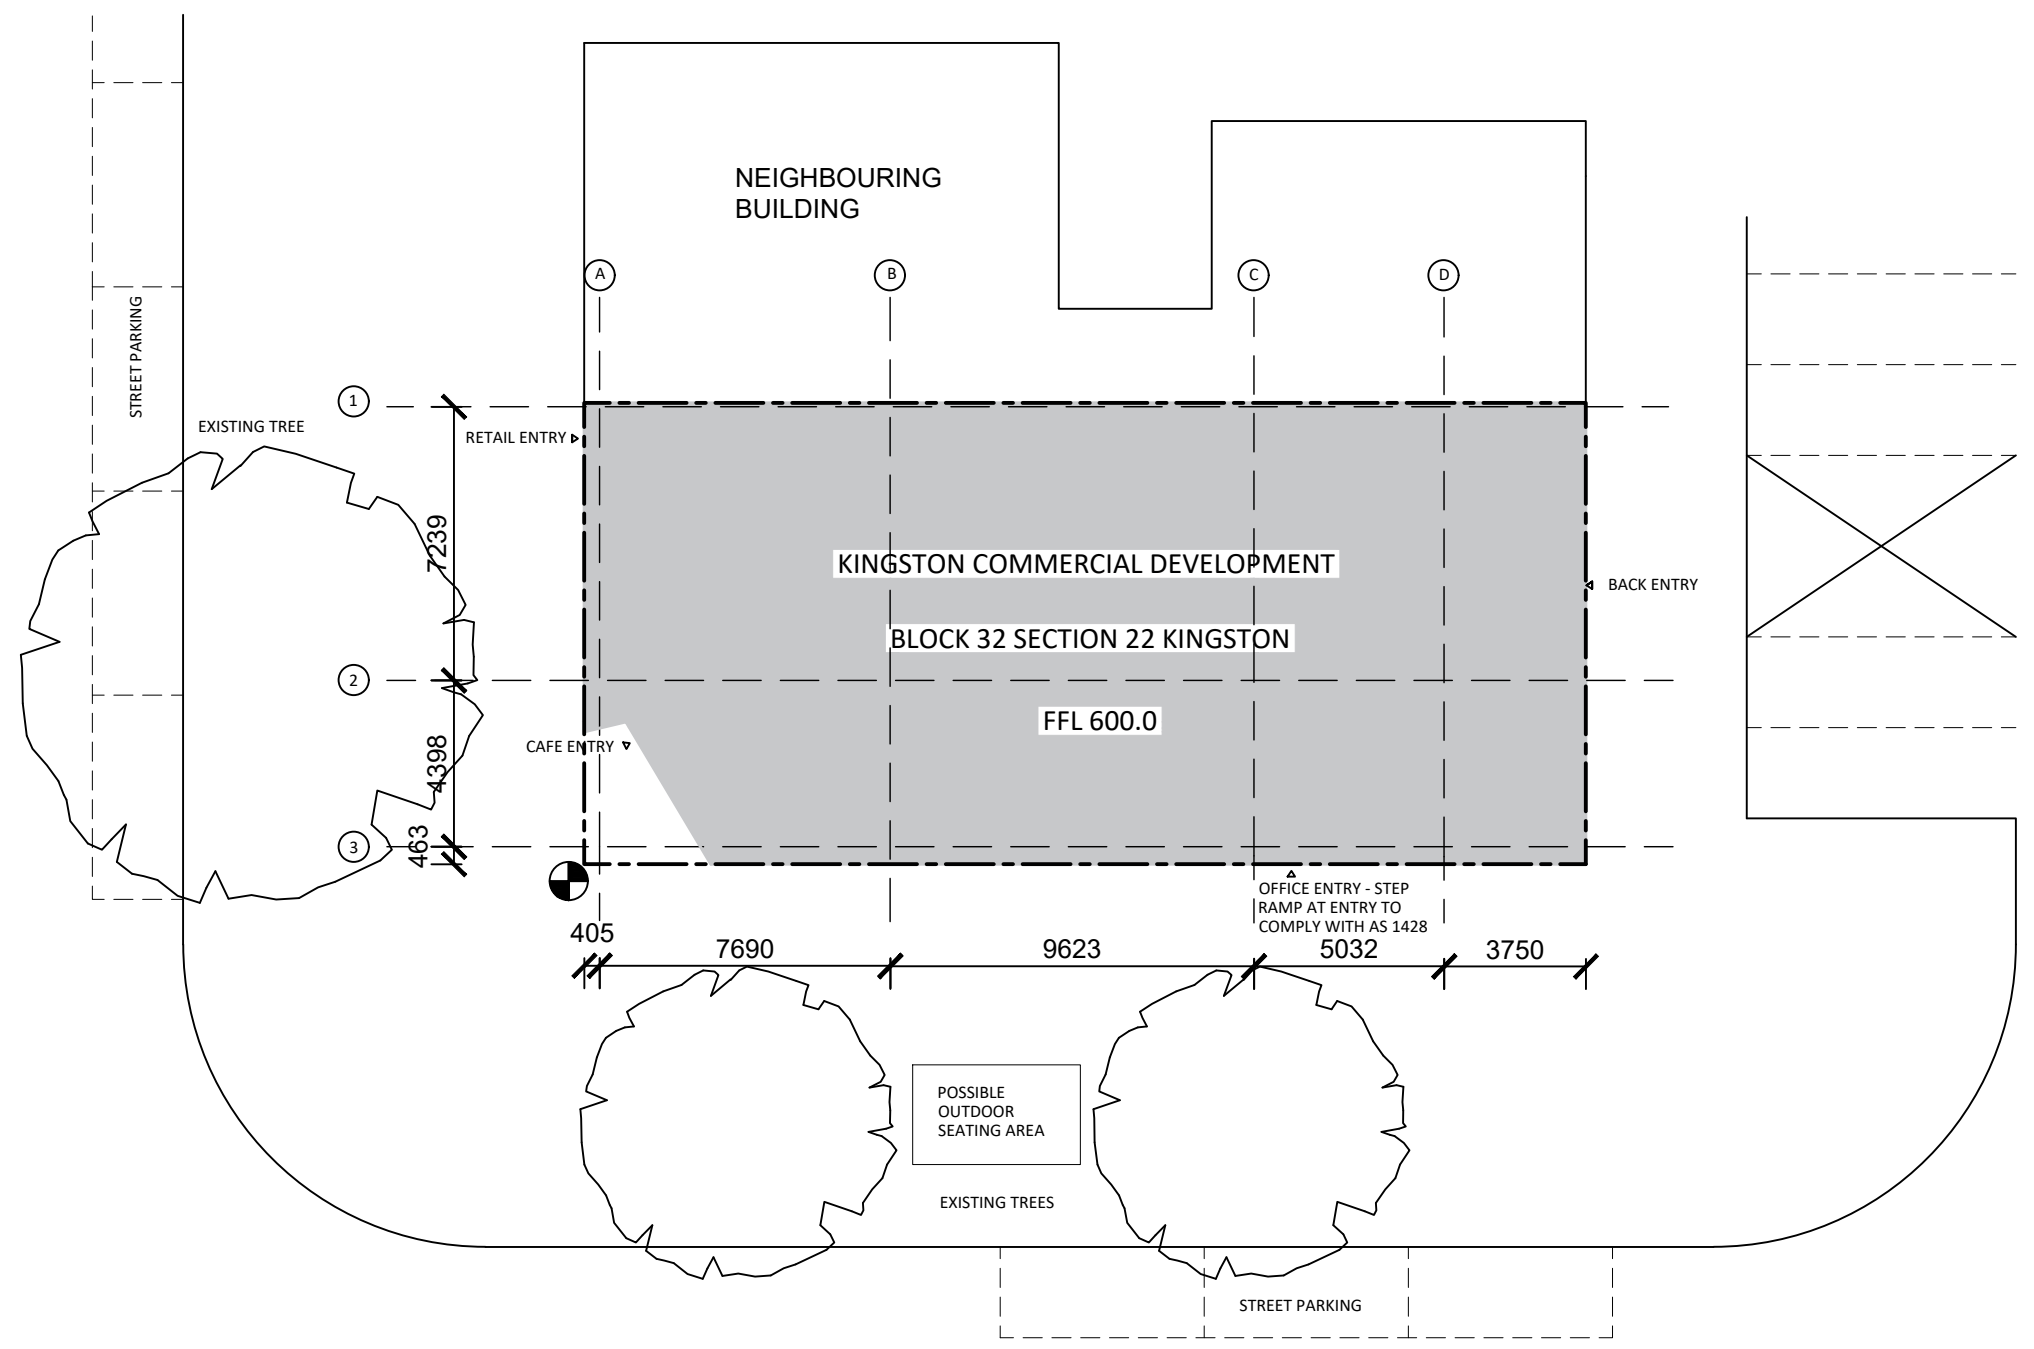 NEIGHBOURING
BUILDING
A
B
C
D
STREET PARKING
1
EXISTING TREE
RETAIL ENTRY
7239
KINGSTON COMMERCIAL DEVELOPMENT
BACK ENTRY
BLOCK 32 SECTION 22 KINGSTON
2
FFL 600.0
CAFE ENTRY
4398
3
463
OFFICE ENTRY - STEP
RAMP AT ENTRY TO
COMPLY WITH AS 1428
405
7690
9623
5032
3750
POSSIBLE
OUTDOOR
SEATING AREA
EXISTING TREES
STREET PARKING